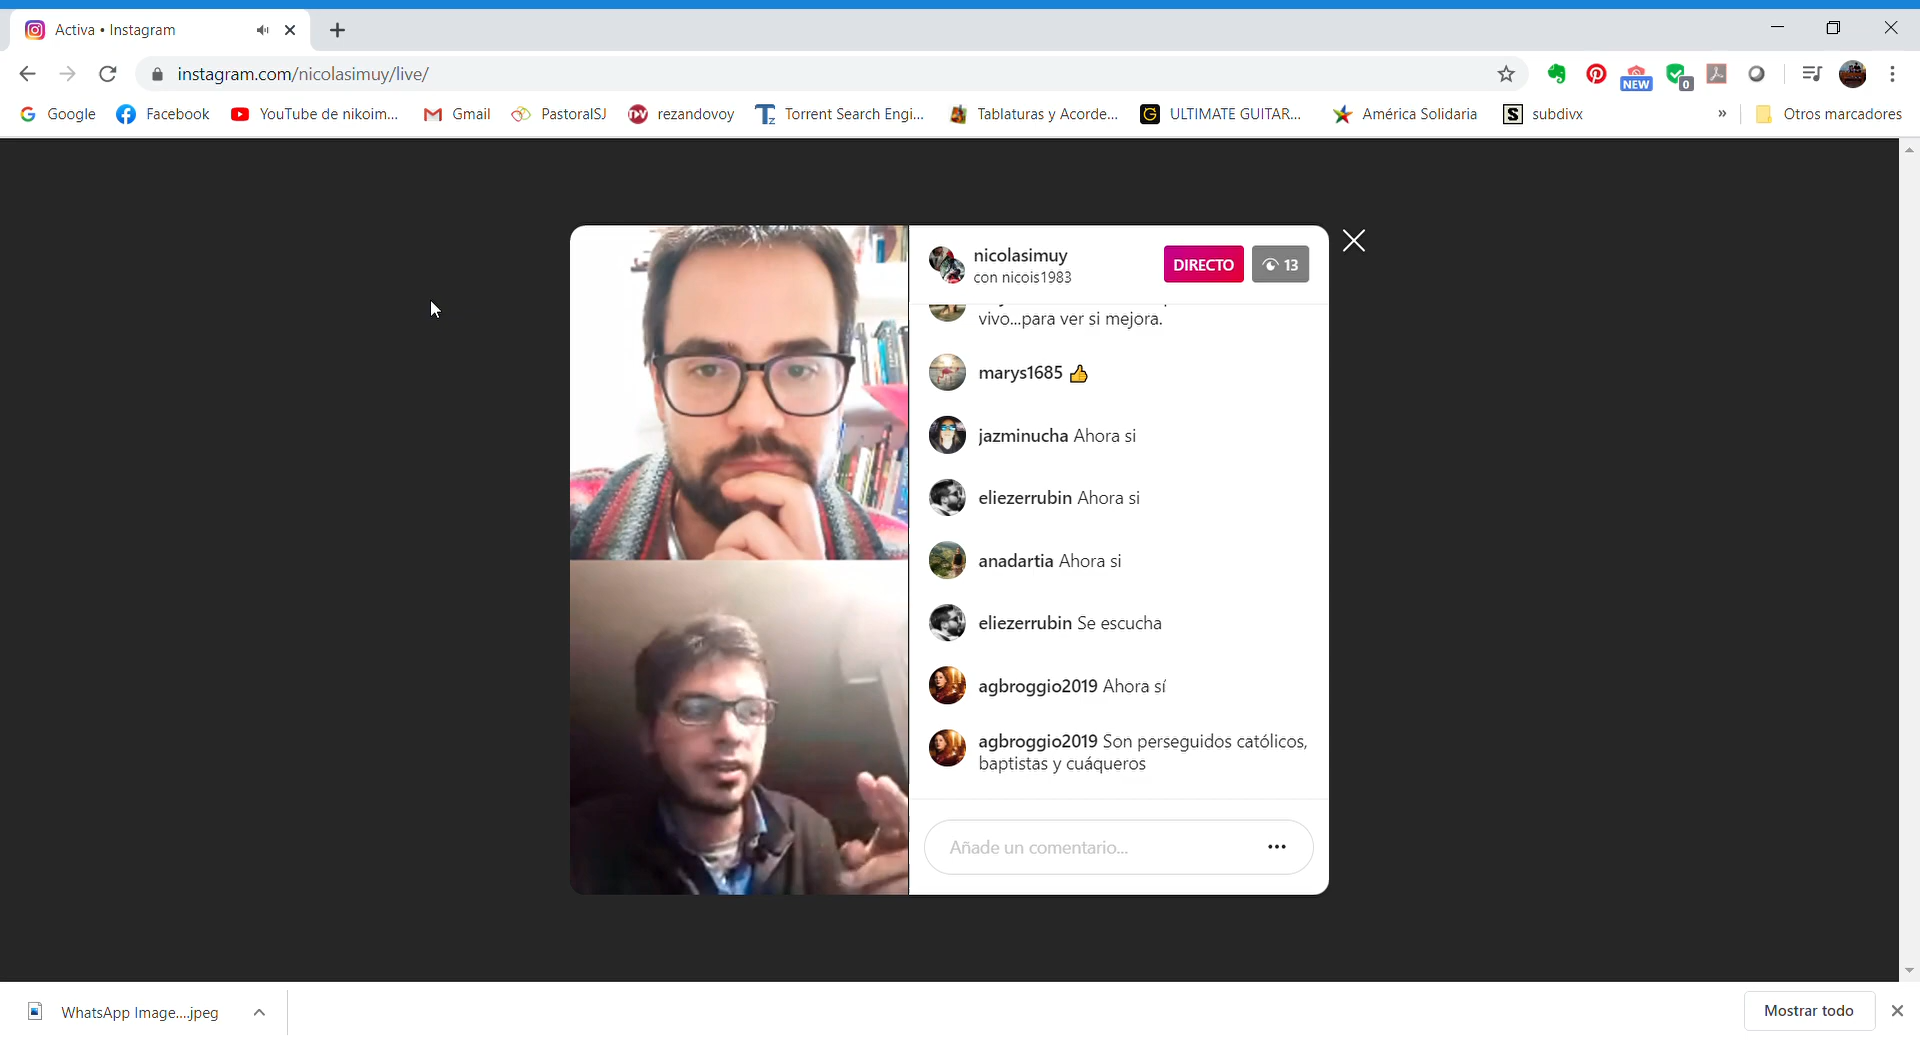 Activa • Instagram
instagram.com/nicolasimuy/live/
NEW
0
Google
Facebook
YouTube de nikoim...
Gmail
PastoralSJ
rezandovoy
Torrent Search Engi...
Tablaturas y Acorde...
ULTIMATE GUITAR...
América Solidaria
subdivx
»
Otros marcadores
nicolasimuy
con nicois1983
DIRECTO
13
vivo...para ver si mejora.
marys1685 👍
jazminucha Ahora si
eliezerrubin Ahora si
anadartia Ahora si
eliezerrubin Se escucha
agbroggio2019 Ahora sí
agbroggio2019 Son perseguidos católicos,
baptistas y cuáqueros
Añade un comentario...
WhatsApp Image....jpeg
Mostrar todo